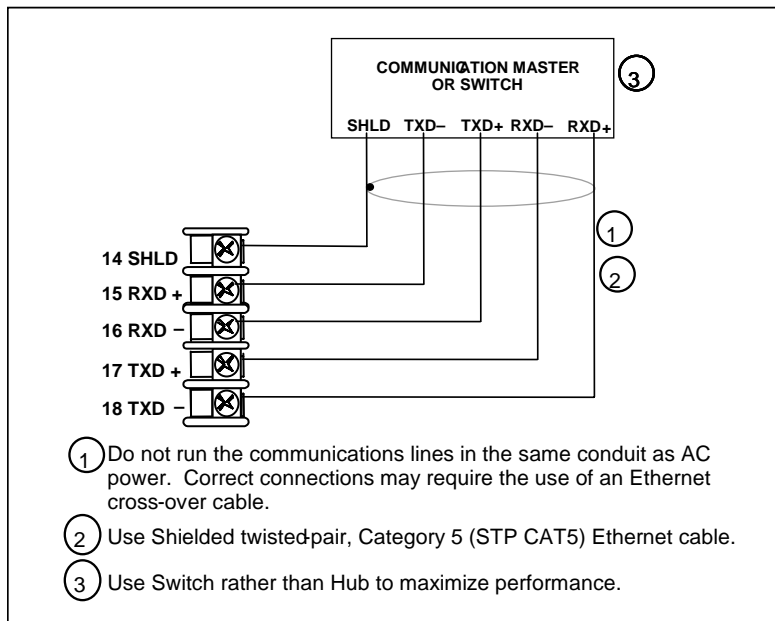 COMMUNICATION MASTER
OR SWITCH
3
SHLD TXD– TXD+ RXD– RXD+
1
2
14 SHLD
15 RXD +
16 RXD –
17 TXD +
18 TXD –
1 Do not run the communications lines in the same conduit as AC
power. Correct connections may require the use of an Ethernet
cross-over cable.
2 Use Shielded twisted-pair, Category 5 (STP CAT5) Ethernet cable.
3 Use Switch rather than Hub to maximize performance.